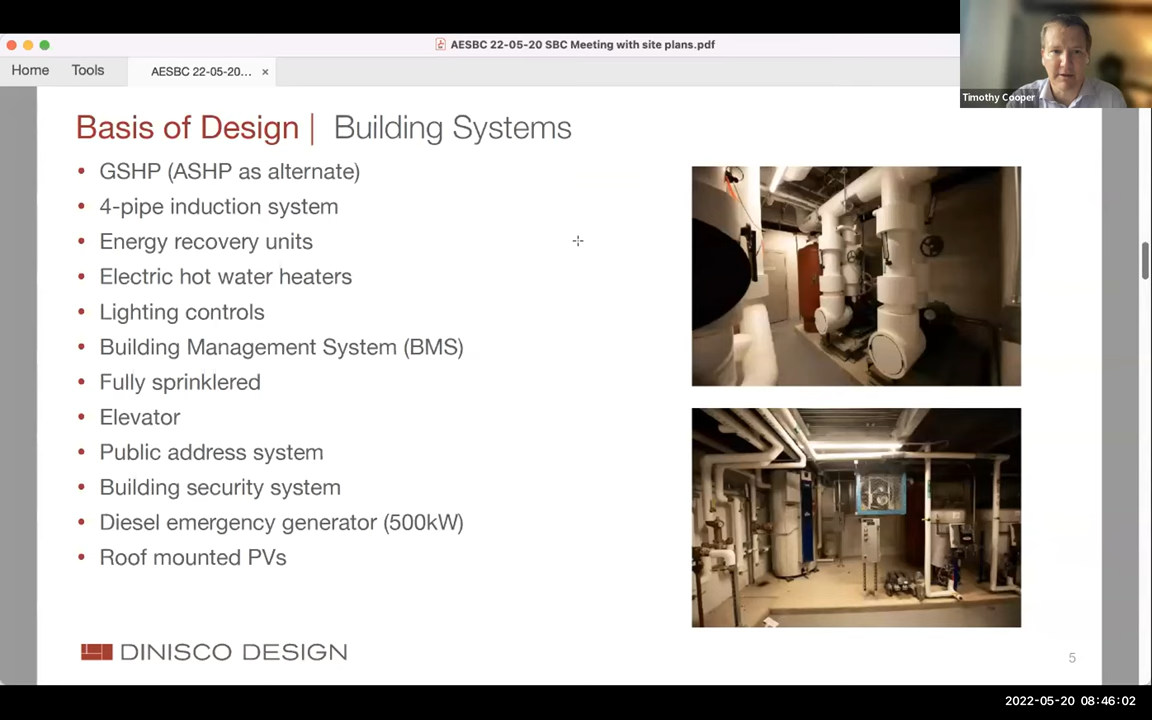 AESBC 22-05-20 SBC Meeting with site plans.pdf
Home Tools AESBC 22-05-20... ×
Timothy Cooper
Basis of Design | Building Systems
• GSHP (ASHP as alternate)
• 4-pipe induction system
• Energy recovery units
• Electric hot water heaters
• Lighting controls
• Building Management System (BMS)
• Fully sprinklered
• Elevator
• Public address system
• Building security system
• Diesel emergency generator (500kW)
• Roof mounted PVs
DINISCO DESIGN
5
2022-05-20 08:46:02